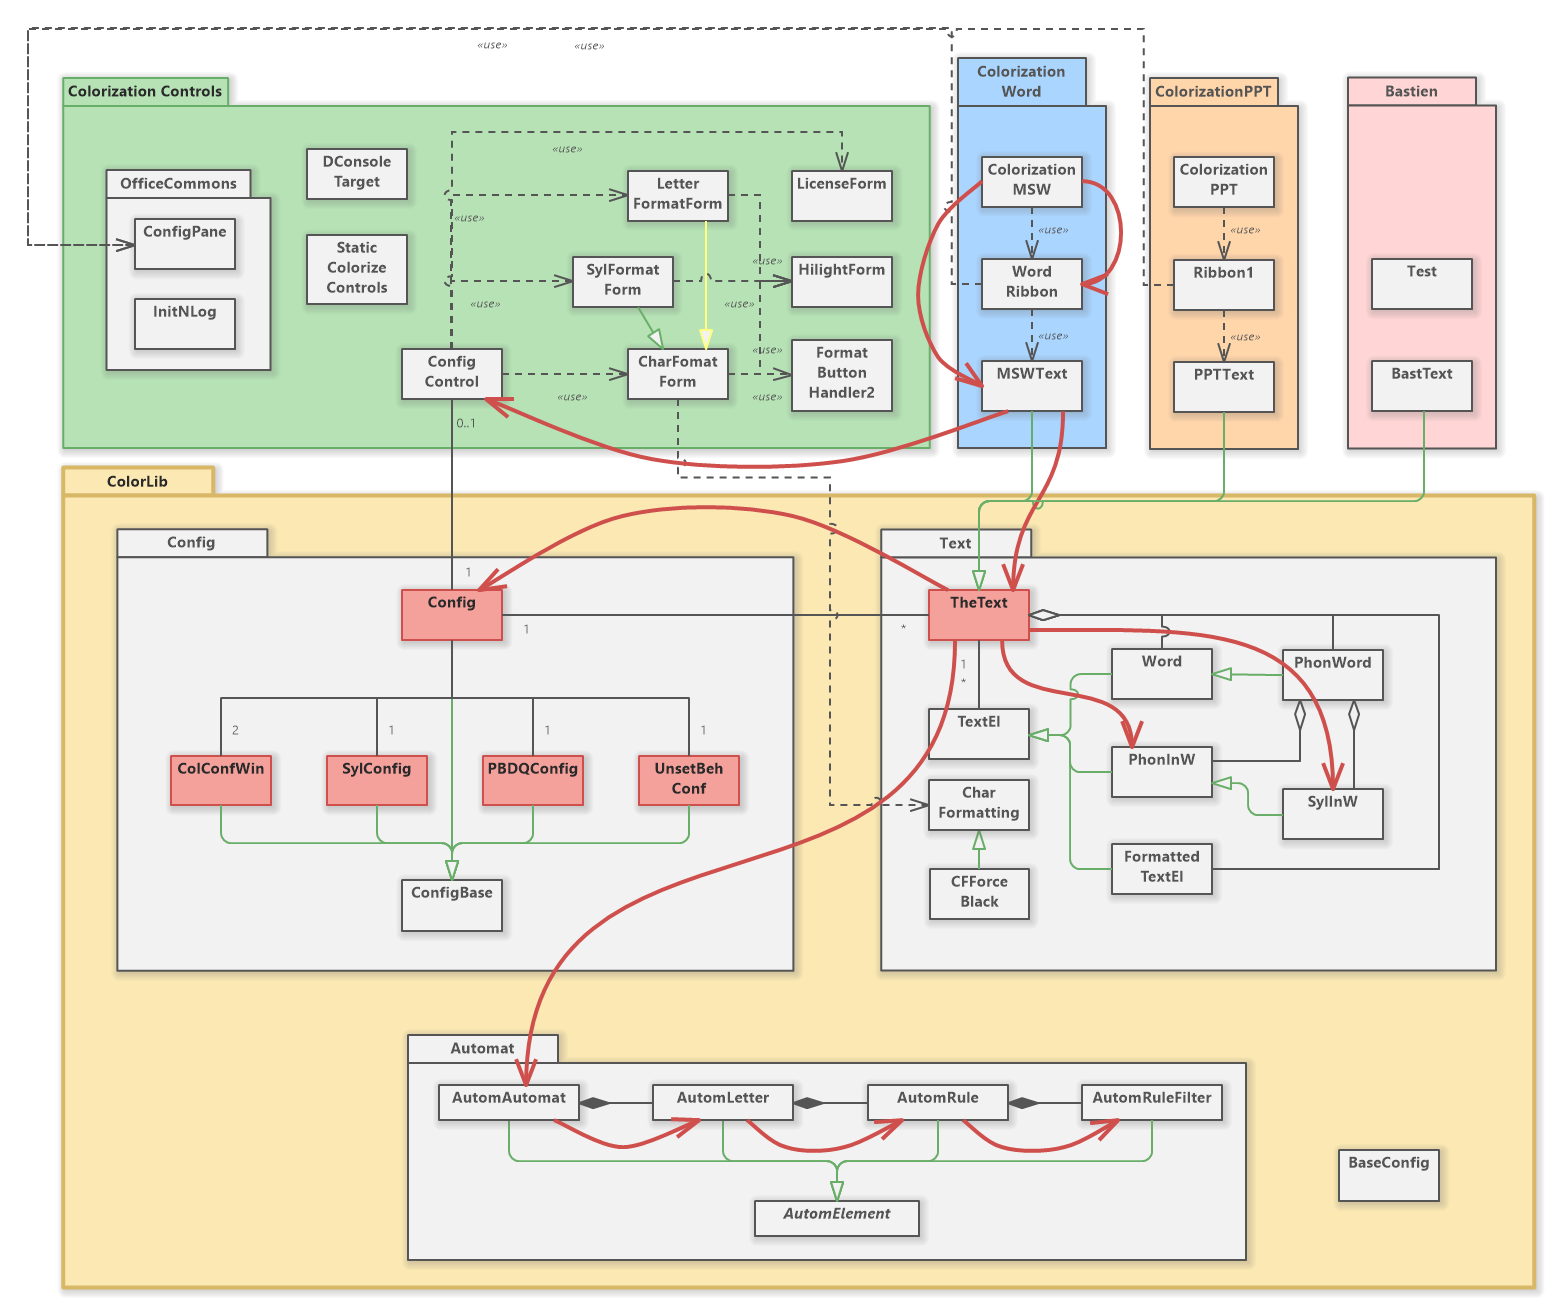 «use»
«use»
Colorization Controls
Colorization
Word
ColorizationPPT
Bastien
«use»
DConsole
Target
OfficeCommons
Letter
FormatForm
LicenseForm
Colorization
MSW
Colorization
PPT
ConfigPane
«use»
«use»
«use»
Static
Colorize
Controls
SylFormat
Form
«use»
HilightForm
Word
Ribbon
Ribbon1
Test
InitNLog
«use»
«use»
«use»
«use»
Config
Control
CharFomat
Form
«use»
Format
Button
Handler2
MSWText
PPTText
BastText
«use»
«use»
0..1
ColorLib
Config
Text
1
Config
TheText
1
*
1
*
Word
PhonWord
TextEl
2
1
1
1
ColConfWin
SylConfig
PBDQConfig
UnsetBeh
Conf
PhonInW
Char
Formatting
SylInW
Formatted
TextEl
ConfigBase
CFForce
Black
Automat
AutomAutomat
AutomLetter
AutomRule
AutomRuleFilter
BaseConfig
AutomElement